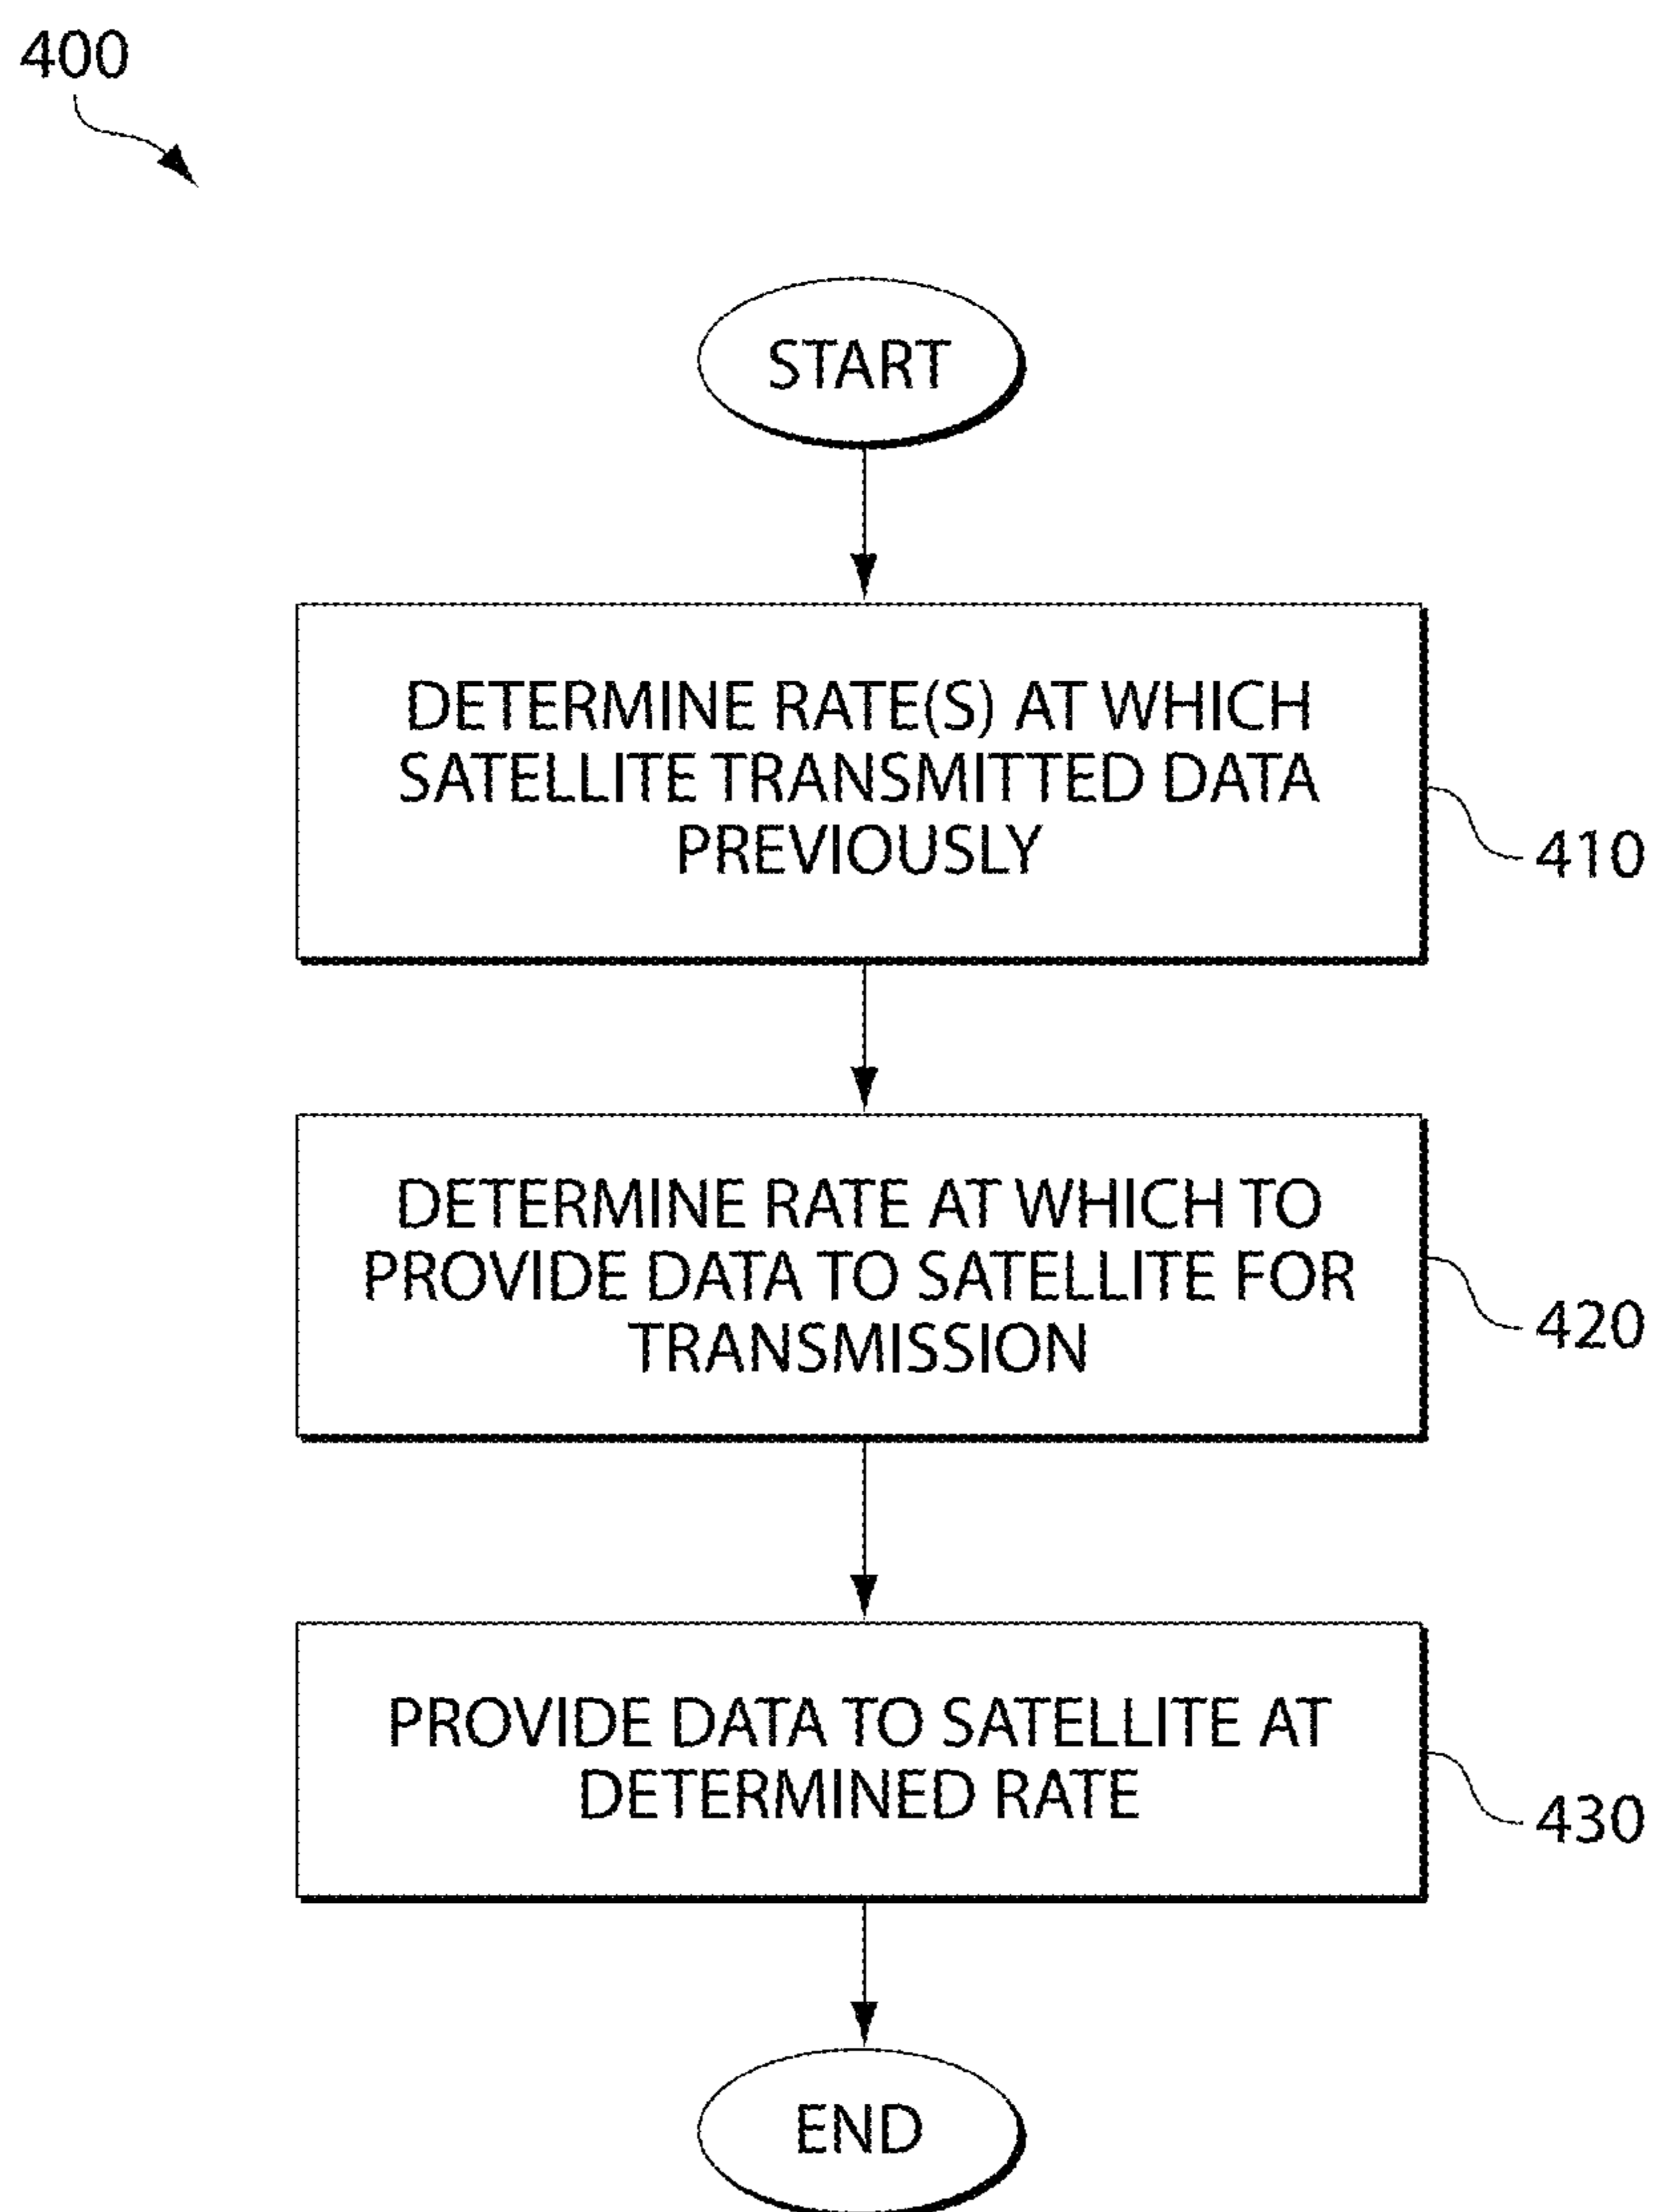 400
START
DETERMINE RATE(S) AT WHICH
SATELLITE TRANSMITTED DATA
PREVIOUSLY
410
DETERMINE RATE AT WHICH TO
PROVIDE DATA TO SATELLITE FOR
TRANSMISSION
420
PROVIDE DATA TO SATELLITE AT
DETERMINED RATE
430
END